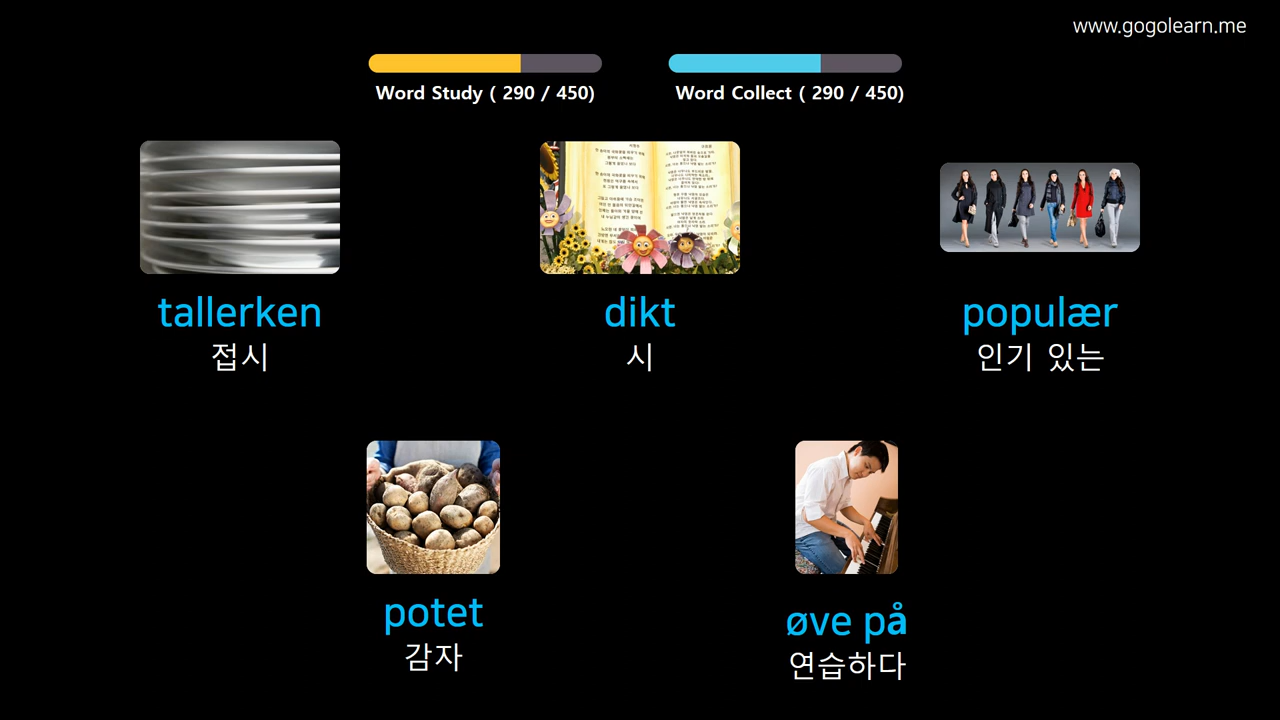 www.gogolearn.me
Word Study ( 290 / 450)
Word Collect ( 290 / 450)
tallerken
접시
dikt
시
populær
인기 있는
potet
감자
øve på
연습하다